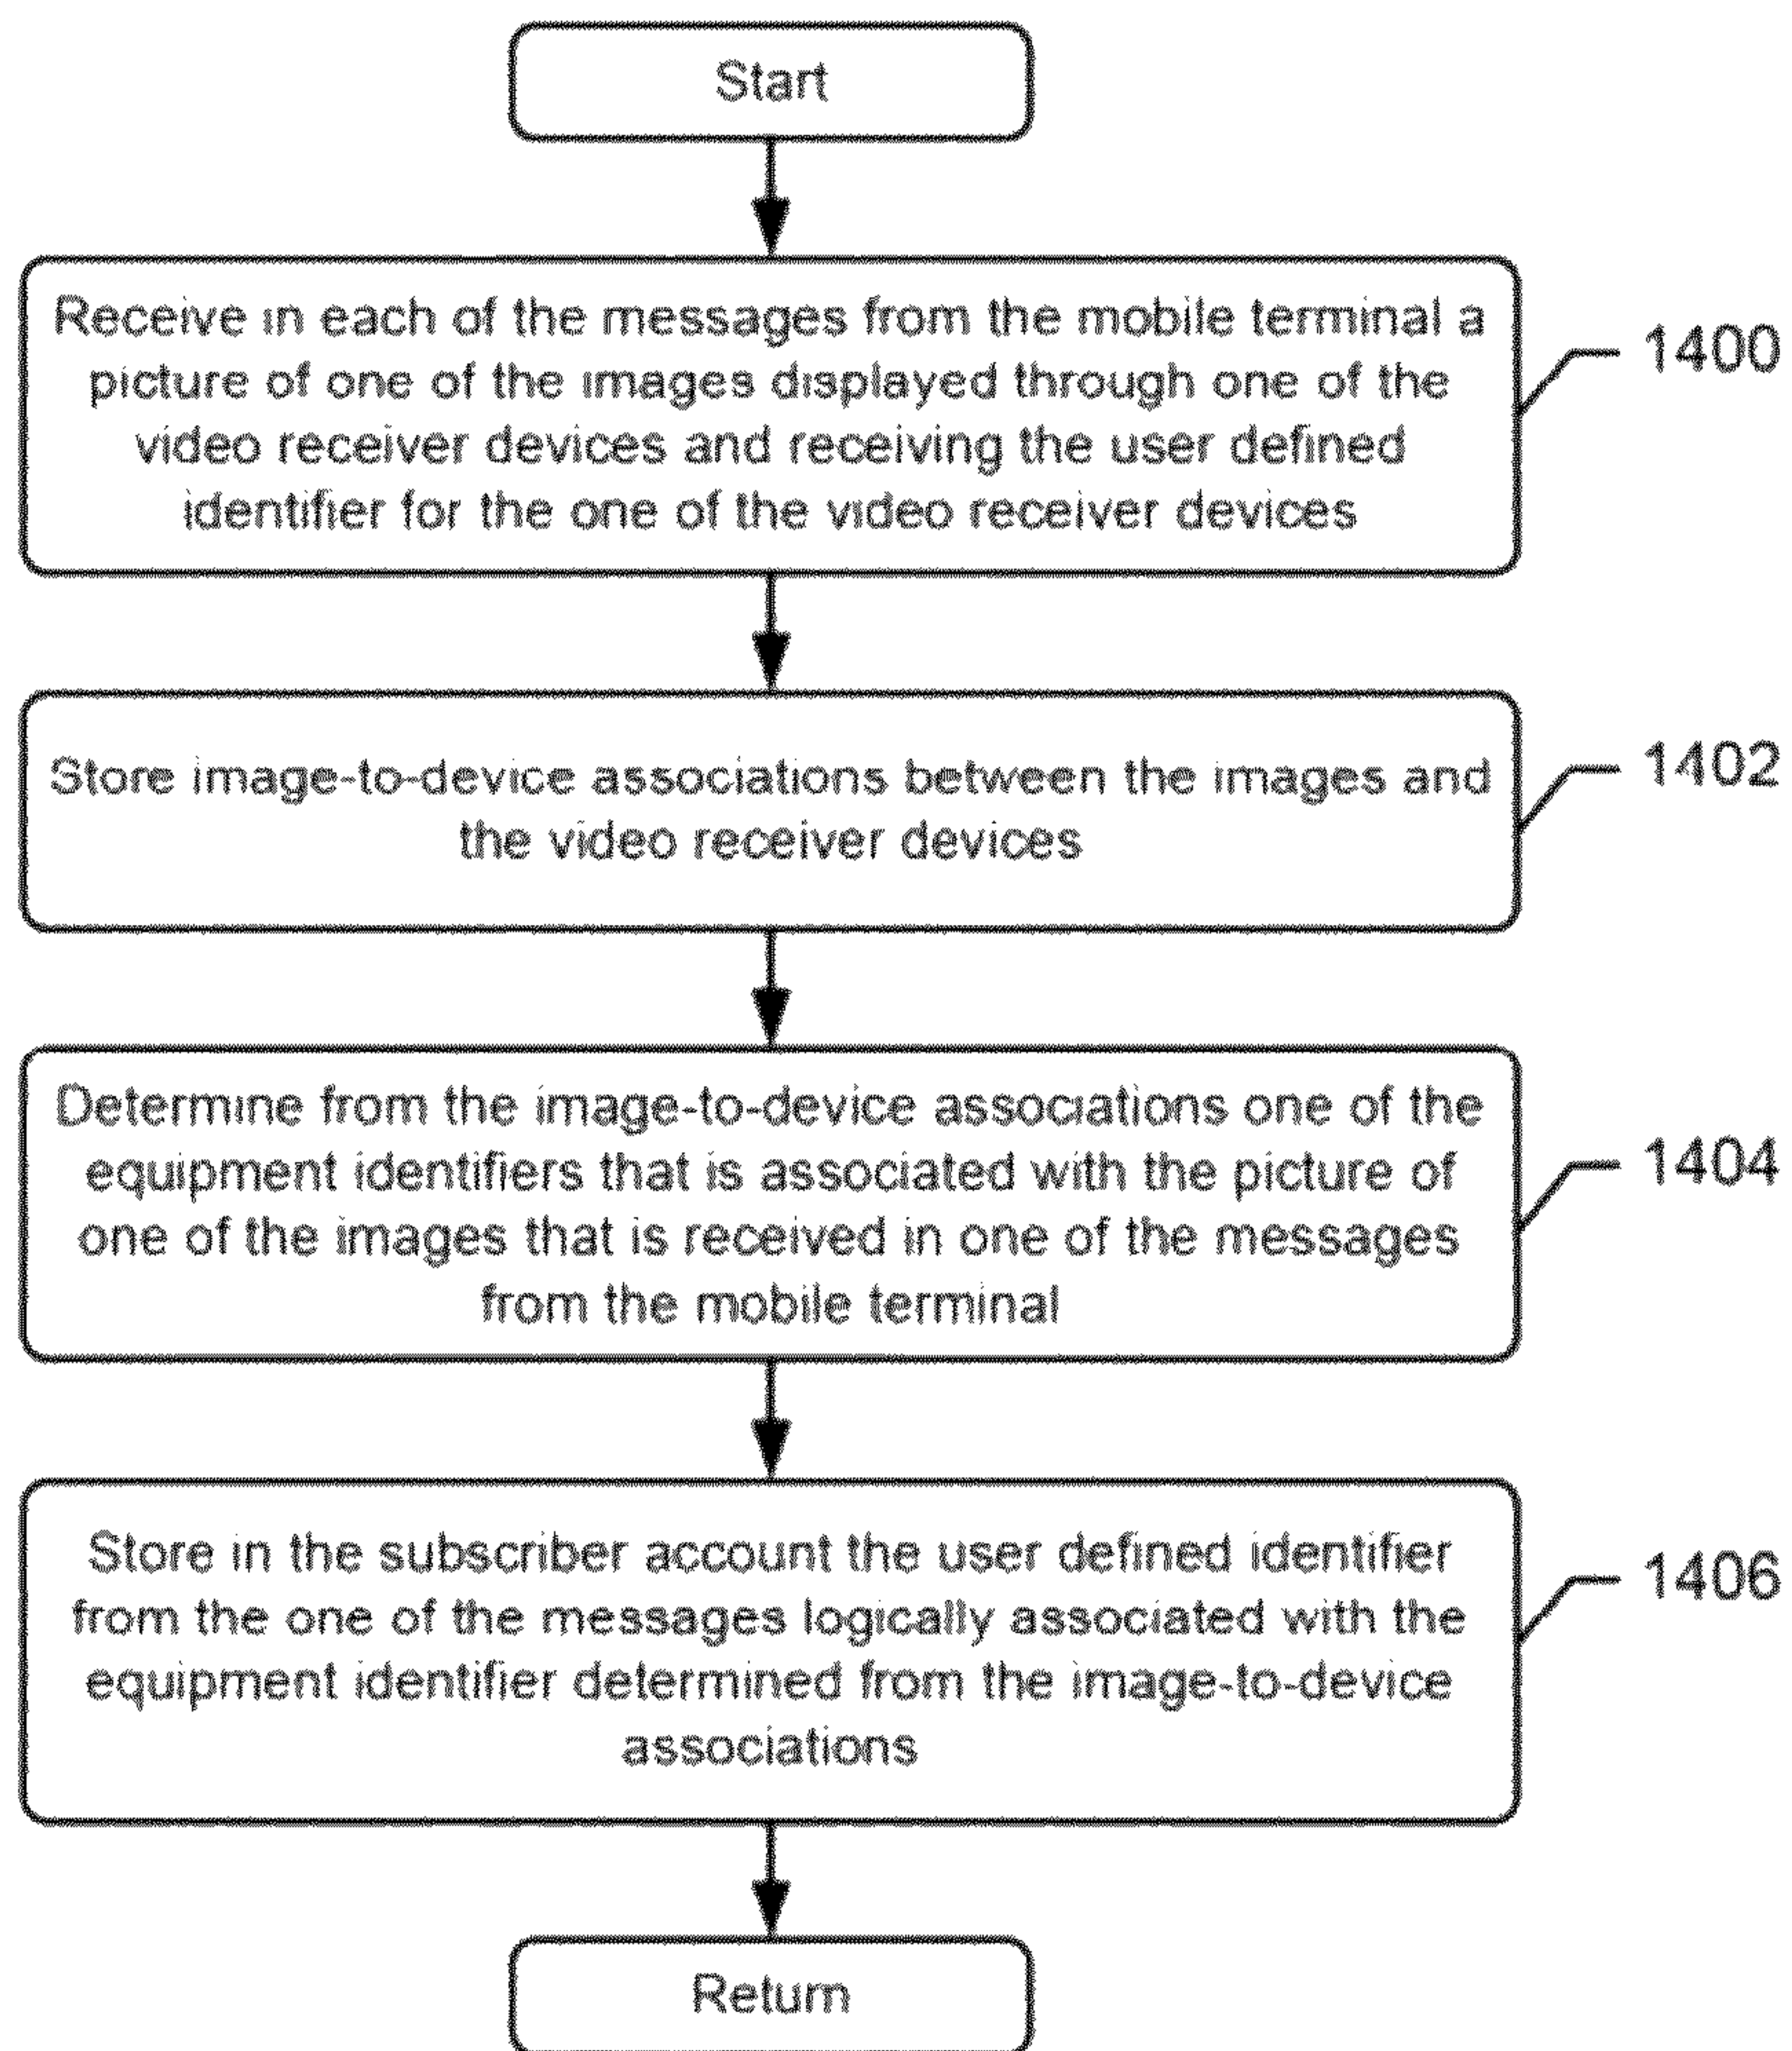 Start
Receive in each of the messages from the mobile terminal a
picture of one of the images displayed through one of the
video receiver devices and receiving the user defined
identifier for the one of the video receiver devices
1400
Store image-to-device associations between the images and
the video receiver devices
1402
Determine from the image-to-device associations one of the
equipment identifiers that is associated with the picture of
one of the images that is received in one of the messages
from the mobile terminal
1404
Store in the subscriber account the user defined identifier
from the one of the messages logically associated with the
equipment identifier determined from the image-to-device
associations
1406
Return